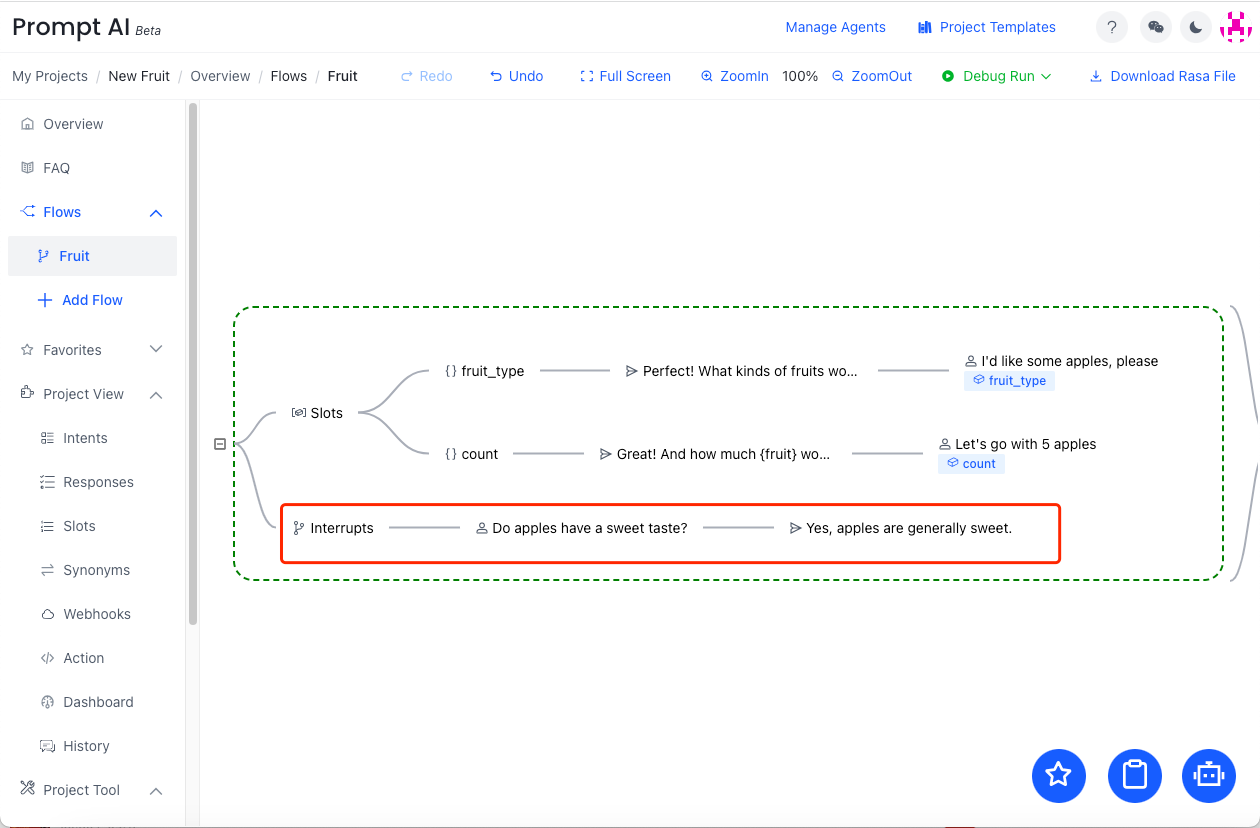 Prompt AI Beta
Manage Agents
Project Templates
?
My Projects / New Fruit / Overview / Flows / Fruit
Redo
Undo
Full Screen
ZoomIn
100%
ZoomOut
Debug Run
Download Rasa File
Overview
FAQ
Flows
Fruit
Add Flow
Favorites
Project View
Intents
Responses
Slots
Synonyms
Webhooks
Action
Dashboard
History
Project Tool
Slots
{} fruit_type
Perfect! What kinds of fruits wo...
I'd like some apples, please
fruit_type
{} count
Great! And how much {fruit} wo...
Let's go with 5 apples
count
Interrupts
Do apples have a sweet taste?
Yes, apples are generally sweet.